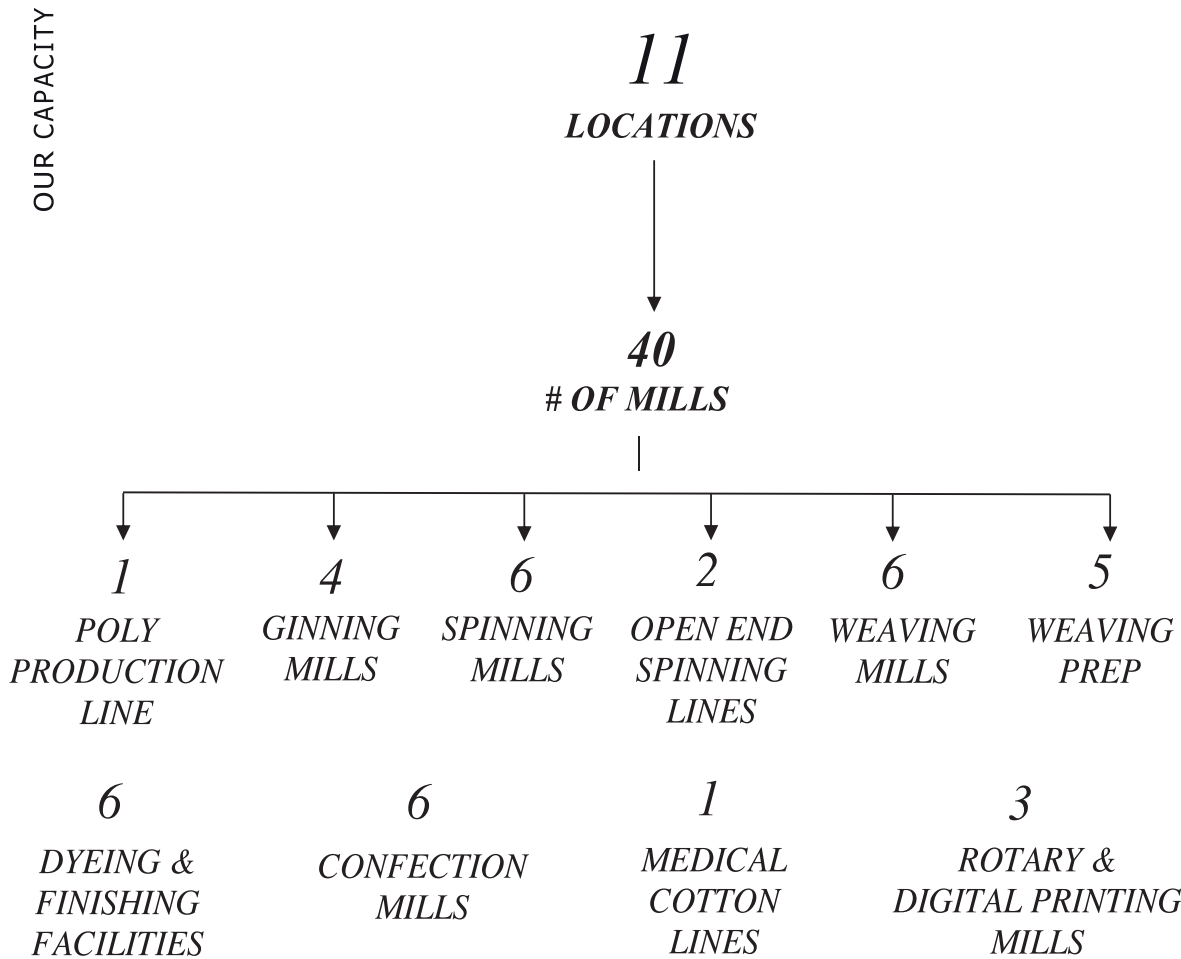 OUR CAPACITY
11
LOCATIONS
40
# OF MILLS
1
POLY
PRODUCTION
LINE
4
GINNING
MILLS
6
SPINNING
MILLS
2
OPEN END
SPINNING
LINES
6
WEAVING
MILLS
5
WEAVING
PREP
6
DYEING &
FINISHING
FACILITIES
6
CONFECTION
MILLS
1
MEDICAL
COTTON
LINES
3
ROTARY &
DIGITAL PRINTING
MILLS